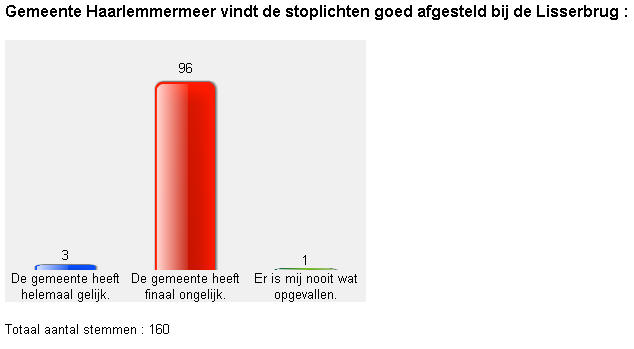 Gemeente Haarlemmermeer vindt de stoplichten goed afgesteld bij de Lisserbrug :
96
3
1
De gemeente heeft helemaal gelijk.
De gemeente heeft finaal ongelijk.
Er is mij nooit wat opgevallen.
Totaal aantal stemmen : 160